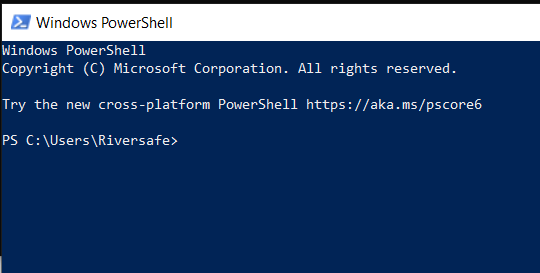 Windows PowerShell
Windows PowerShell
Copyright (C) Microsoft Corporation. All rights reserved.
Try the new cross-platform PowerShell https://aka.ms/pscore6
PS C:\Users\Riversafe>